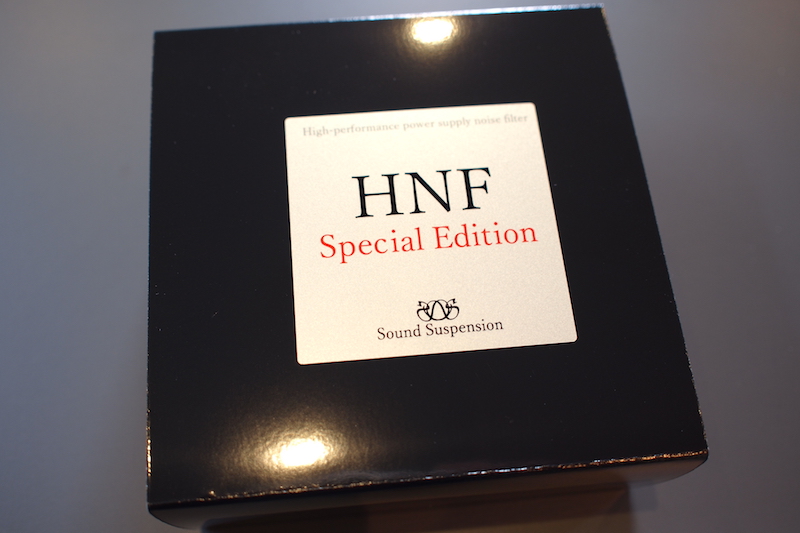 High-performance power supply noise filter
HNF
Special Edition
Sound Suspension